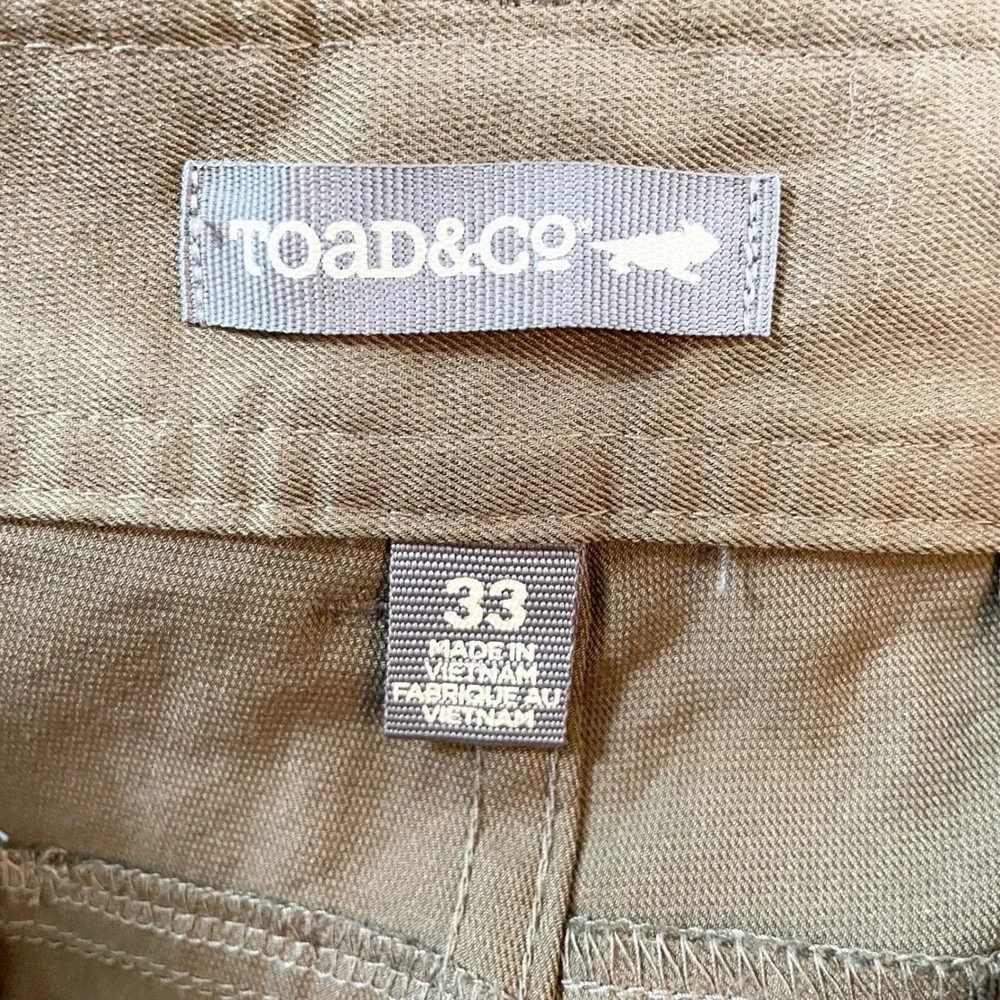 Toad&Co
33
MADE IN
VIETNAM
FABRIQUE AU
VIETNAM